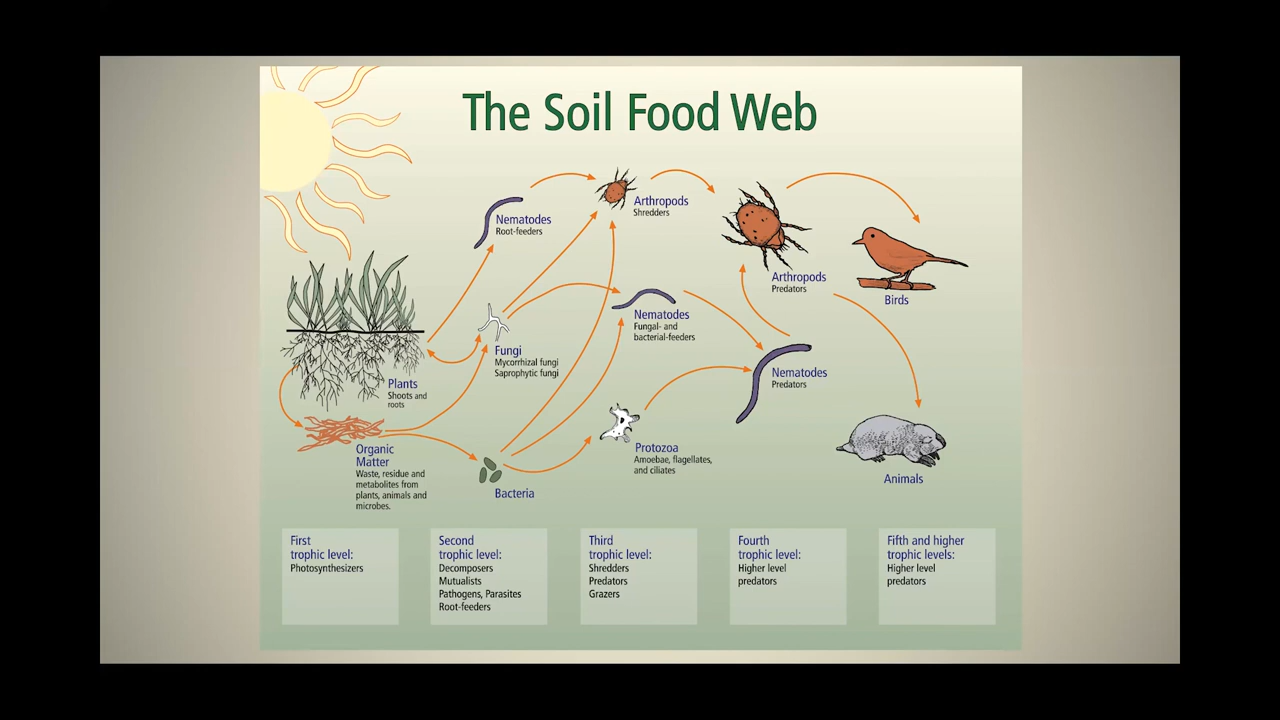 The Soil Food Web
Arthropods
Shredders
Nematodes
Root-feeders
Arthropods
Predators
Birds
Nematodes
Fungal- and
bacterial-feeders
Fungi
Mycorrhizal fungi
Saprophytic fungi
Nematodes
Predators
Plants
Shoots and
roots
Organic
Matter
Waste, residue and
metabolites from
plants, animals and
microbes.
Protozoa
Amoebae, flagellates,
and ciliates
Animals
Bacteria
First
trophic level:
Photosynthesizers
Second
trophic level:
Decomposers
Mutualists
Pathogens, Parasites
Root-feeders
Third
trophic level:
Shredders
Predators
Grazers
Fourth
trophic level:
Higher level
predators
Fifth and higher
trophic levels:
Higher level
predators